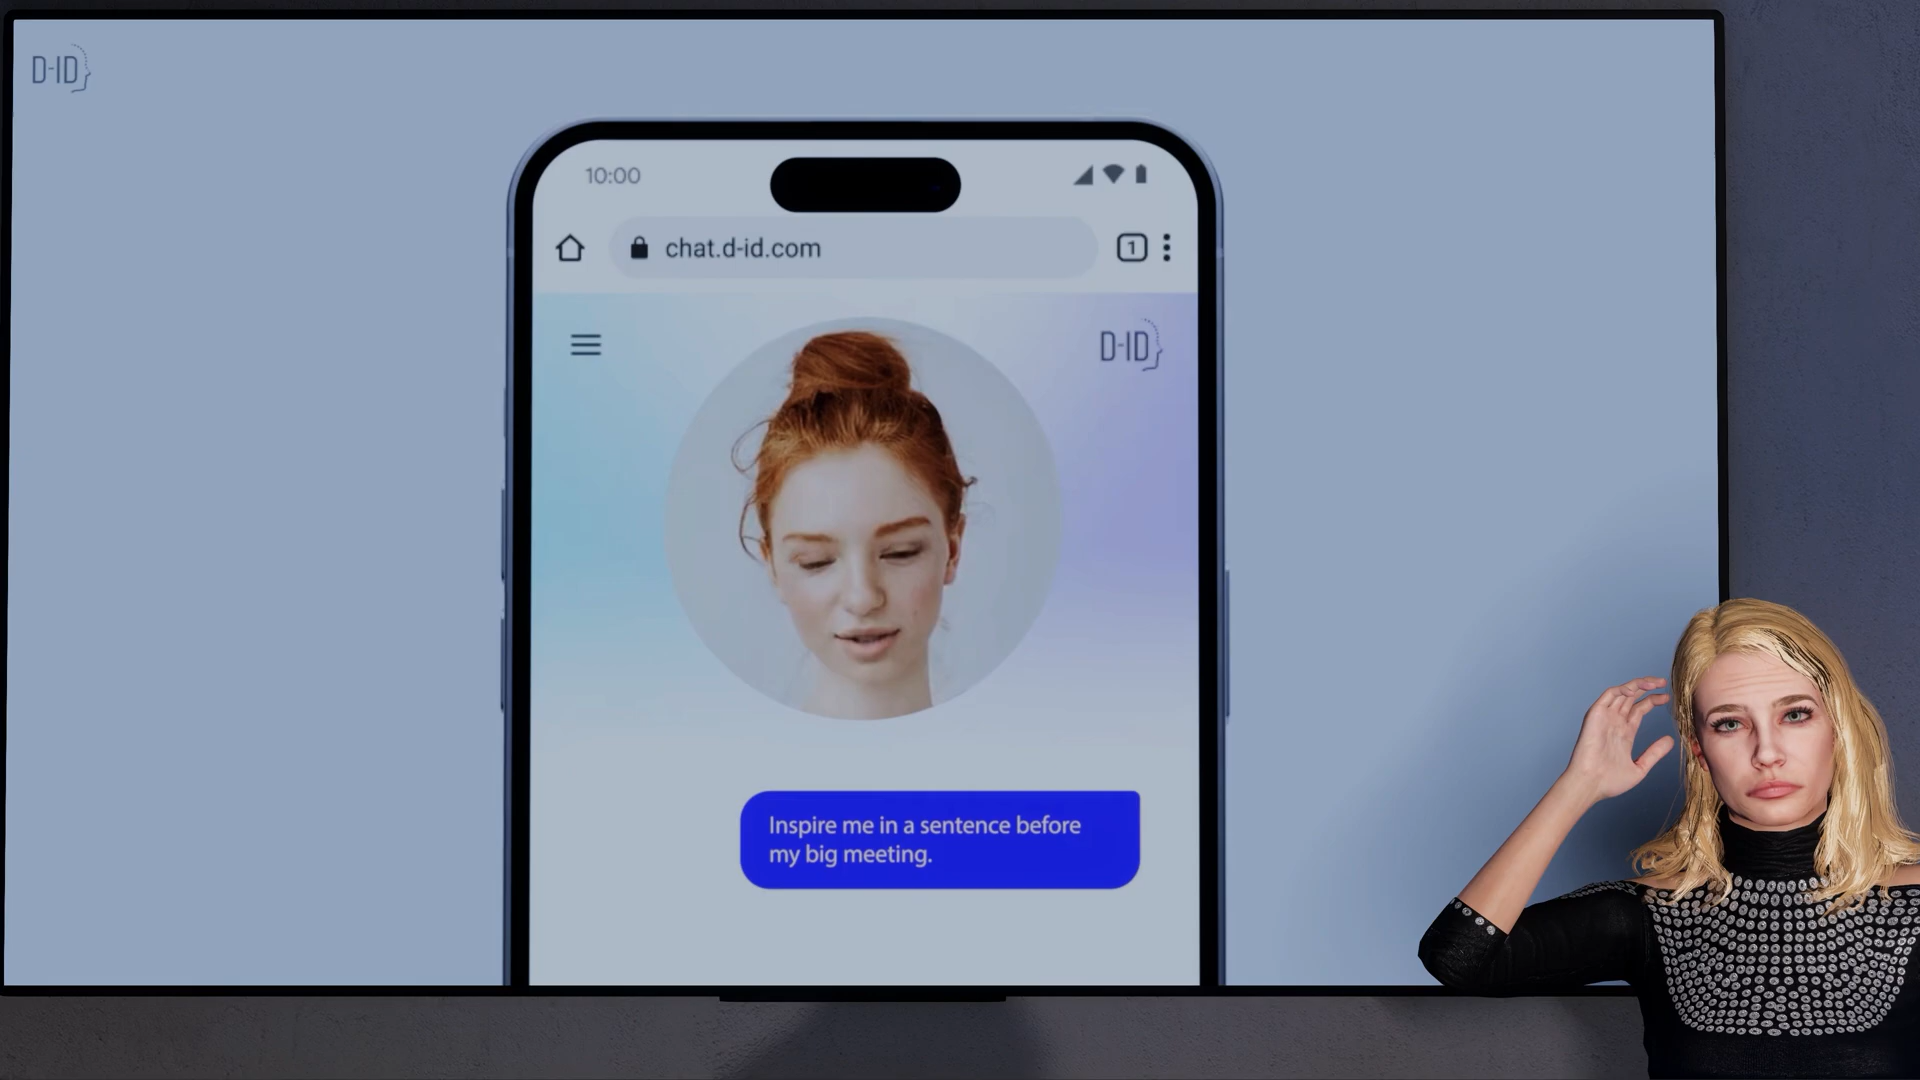 D-ID
10:00
chat.d-id.com
1
D-ID
Inspire me in a sentence before
my big meeting.